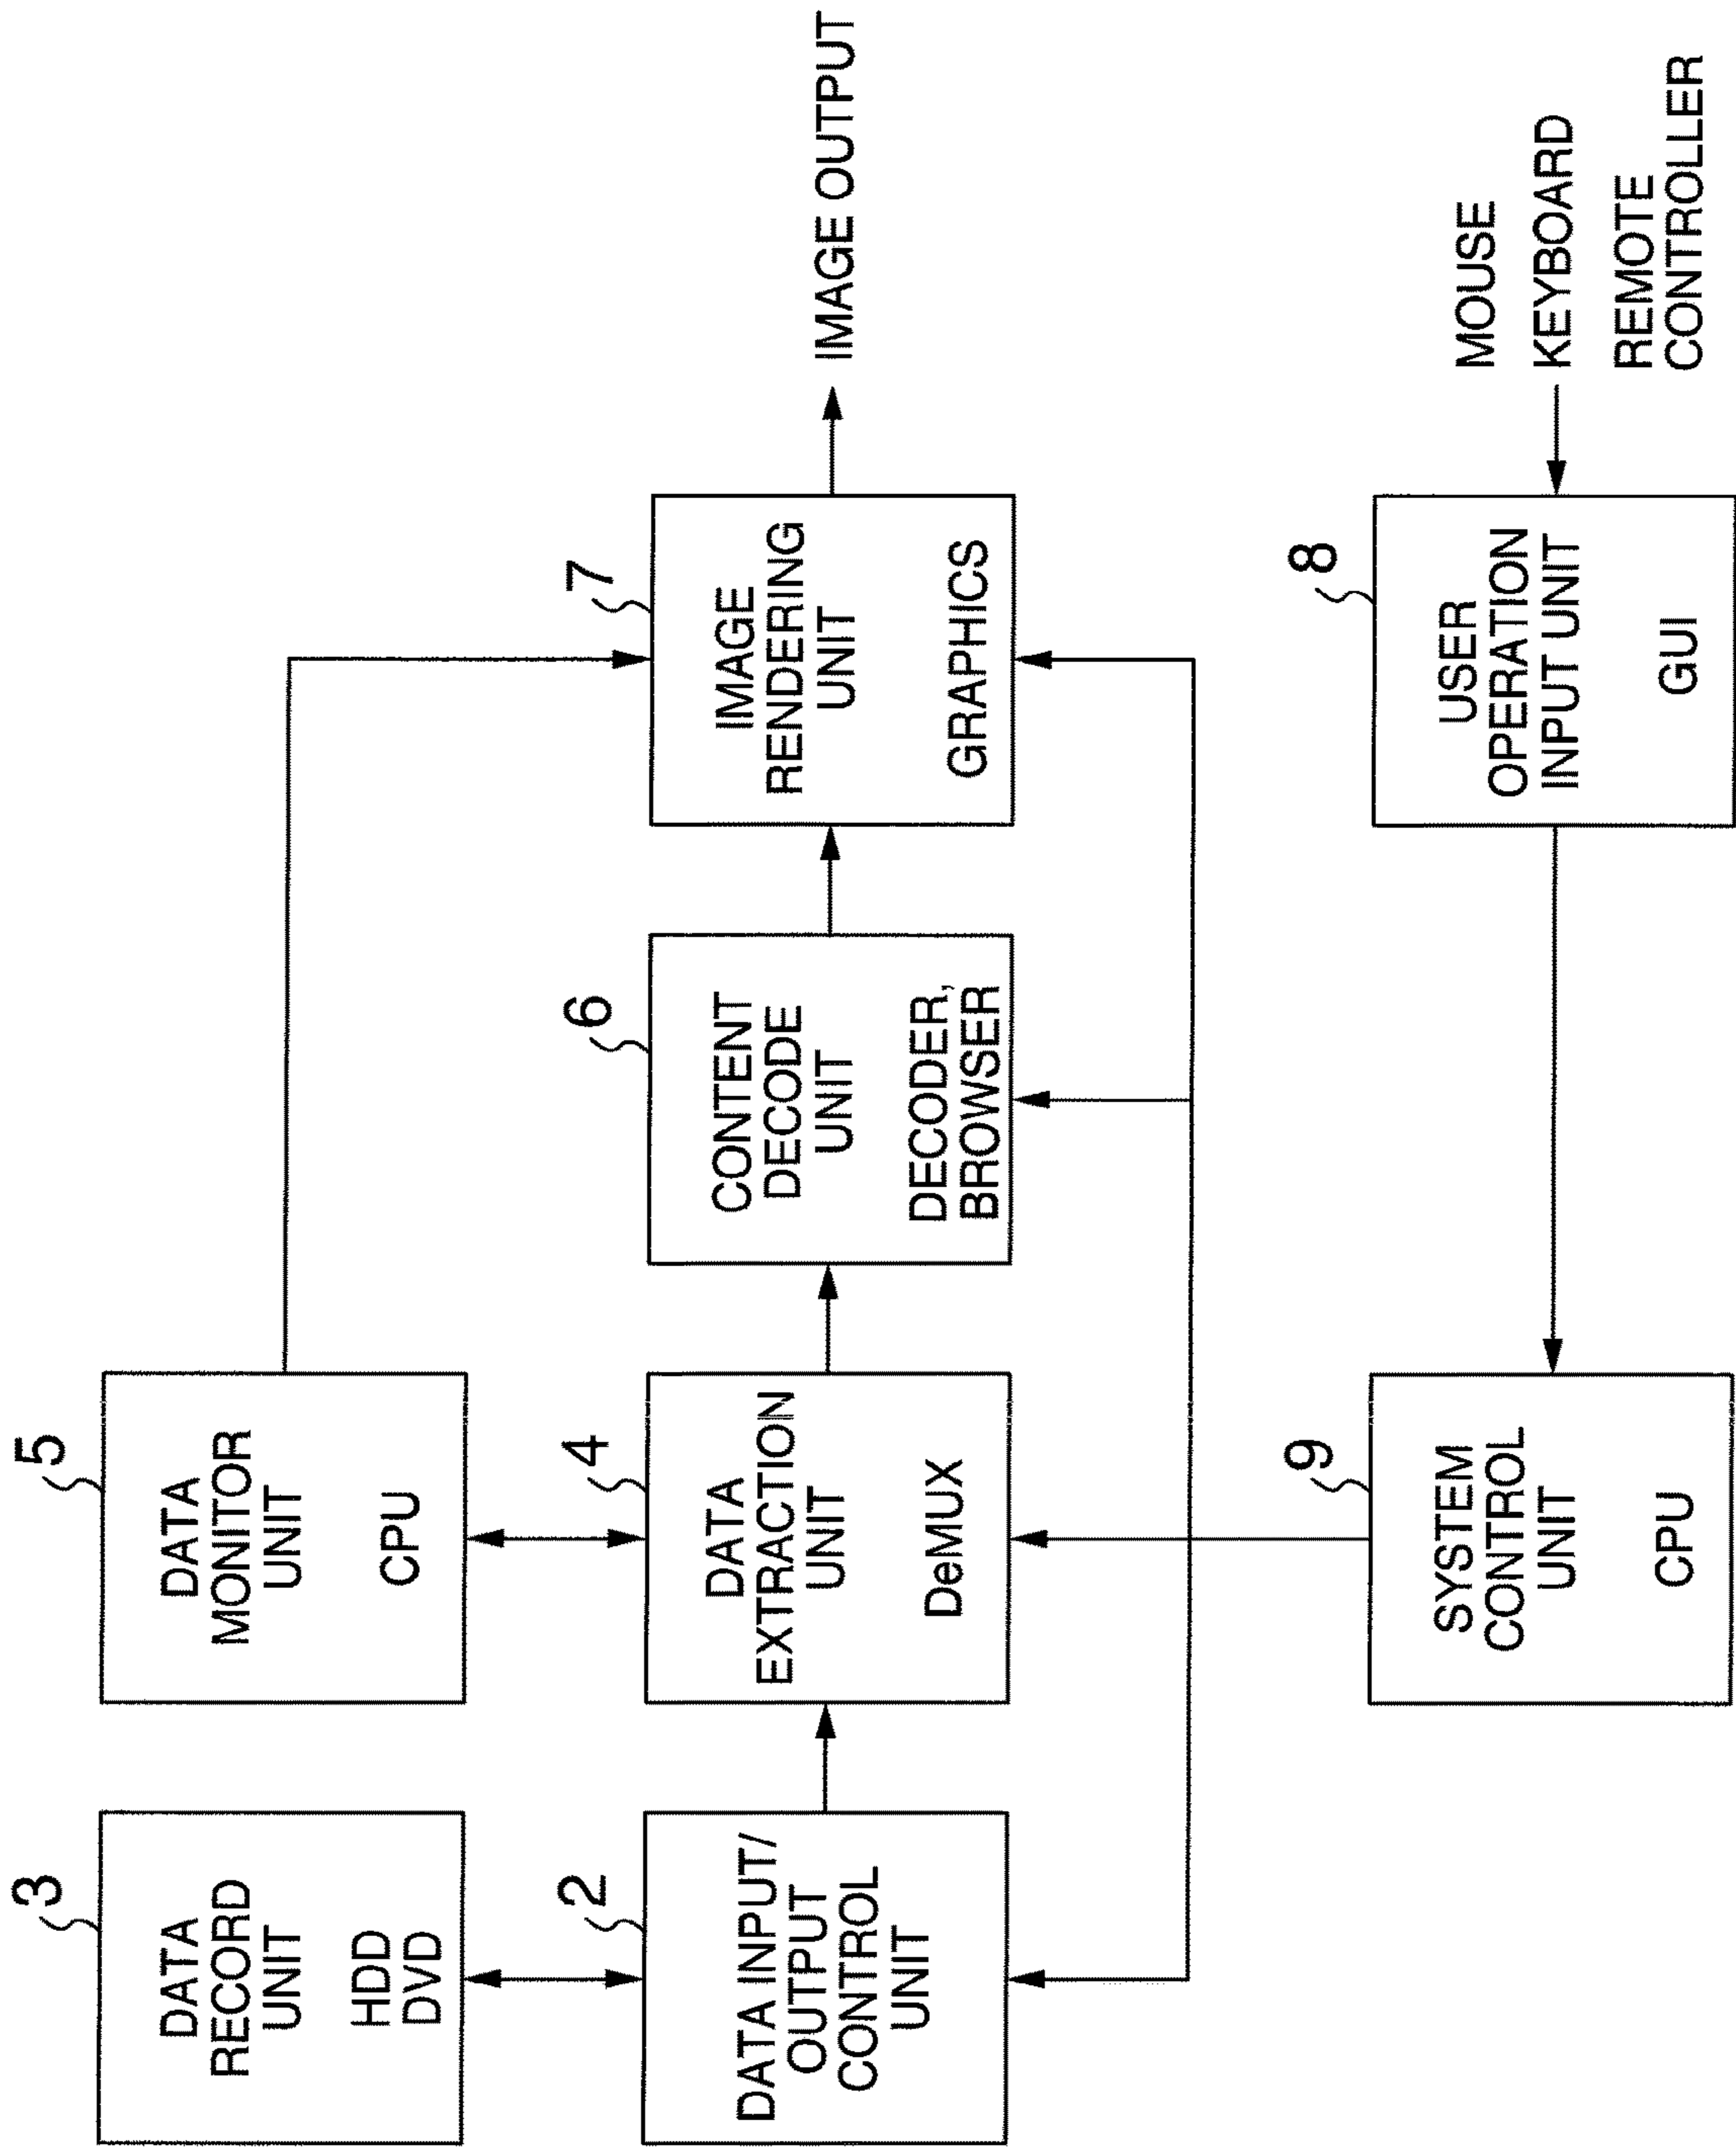 3
DATA
RECORD
UNIT
HDD
DVD
5
DATA
MONITOR
UNIT
CPU
2
DATA INPUT/
OUTPUT
CONTROL
UNIT
4
DATA
EXTRACTION
UNIT
DeMUX
6
CONTENT
DECODE
UNIT
DECODER,
BROWSER
7
IMAGE
RENDERING
UNIT
GRAPHICS
IMAGE OUTPUT
9
SYSTEM
CONTROL
UNIT
CPU
8
USER
OPERATION
INPUT UNIT
GUI
MOUSE
KEYBOARD
REMOTE
CONTROLLER